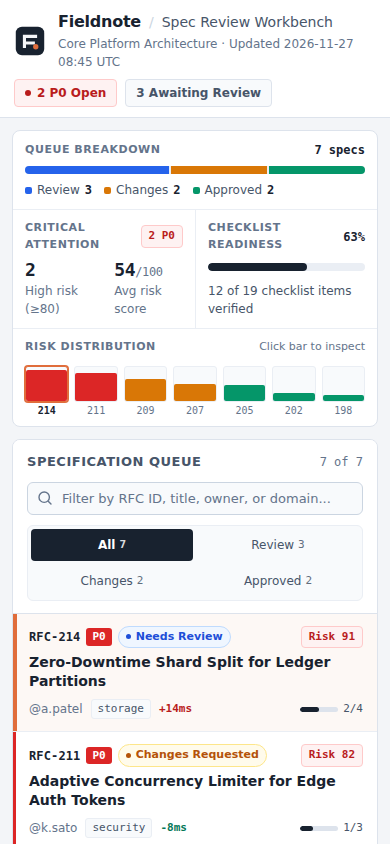 Fieldnote / Spec Review Workbench
Core Platform Architecture · Updated 2026-11-27
08:45 UTC
2 P0 Open
3 Awaiting Review
QUEUE BREAKDOWN 7 specs
Review 3 Changes 2 Approved 2
CRITICAL ATTENTION 2 P0
2
High risk (≥80)
54/100
Avg risk score
CHECKLIST READINESS 63%
12 of 19 checklist items verified
RISK DISTRIBUTION Click bar to inspect
214 211 209 207 205 202 198
SPECIFICATION QUEUE 7 of 7
Filter by RFC ID, title, owner, or domain...
All 7 Review 3
Changes 2 Approved 2
RFC-214 P0 Needs Review Risk 91
Zero-Downtime Shard Split for Ledger
Partitions
@a.patel storage +14ms 2/4
RFC-211 P0 Changes Requested Risk 82
Adaptive Concurrency Limiter for Edge
Auth Tokens
@k.sato security -8ms 1/3